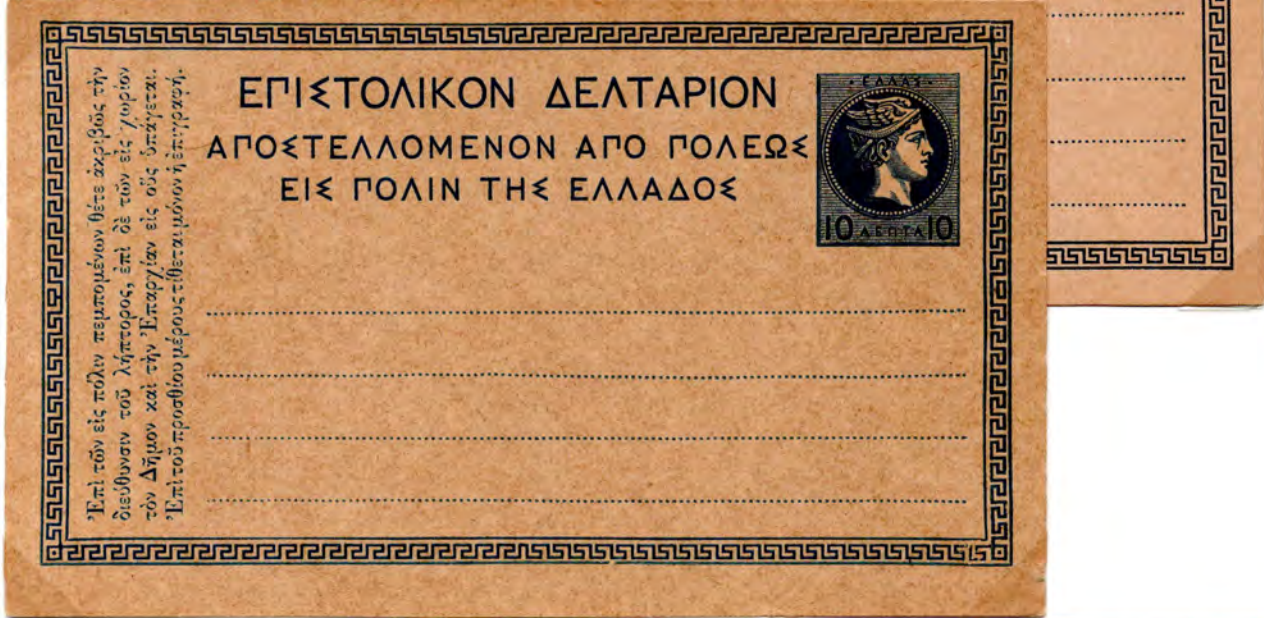 ΕΠΙΣΤΟΛΙΚΟΝ ΔΕΛΤΑΡΙΟΝ
ΑΠΟΣΤΕΛΛΟΜΕΝΟΝ ΑΠΟ ΠΟΛΕΩΣ
ΕΙΣ ΠΟΛΙΝ ΤΗΣ ΕΛΛΑΔΟΣ
ΕΛΛΑΣ
10 ΛΕΠΤΑ 10
Ἐπὶ τῶν εἰς πόλιν πεμπομένων θέτε ἀκριβῶς τὴν
διεύθυνσιν τοῦ λήπτορος, ἐπὶ δὲ τῶν εἰς χωρίον
τὸν Δῆμον καὶ τὴν Ἐπαρχίαν εἰς οὓς ὑπάγεται.
Ἐπὶ τοῦ προσθίου μέρους τίθεται μόνον ἡ ἐπιγραφή.